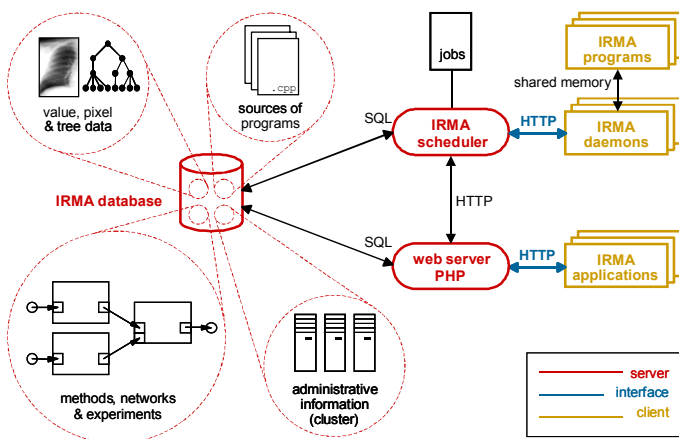 value, pixel
& tree data
.cpp
sources of
programs
jobs
IRMA
programs
shared memory
SQL
IRMA
scheduler
HTTP
IRMA
daemons
IRMA database
HTTP
SQL
web server
PHP
HTTP
IRMA
applications
methods, networks
& experiments
administrative
information
(cluster)
server
interface
client